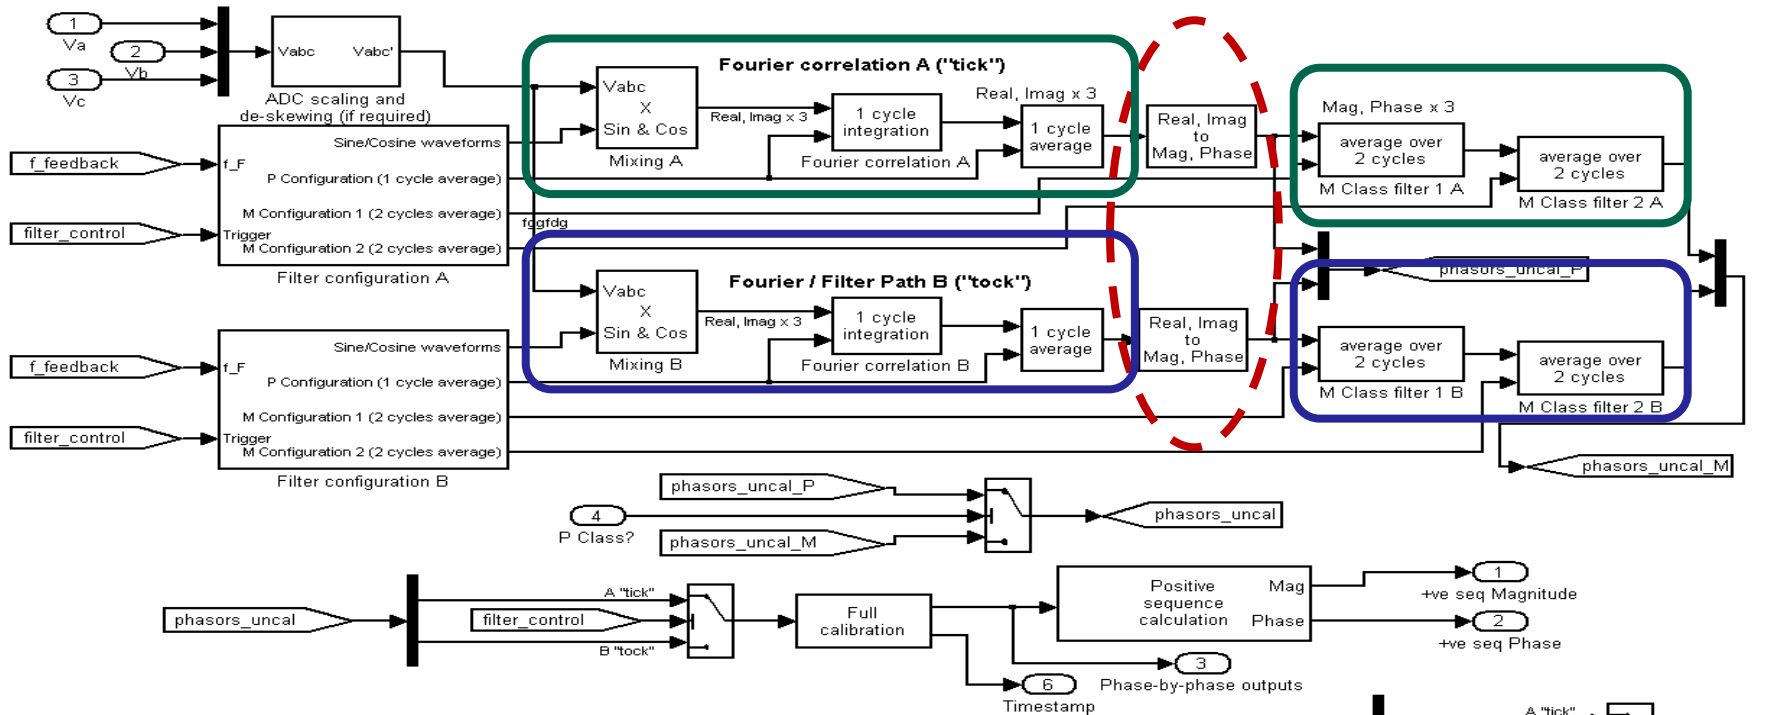 1
Va
2
Vb
3
Vc
Vabc Vabc'
ADC scaling and
de-skewing (if required)
Fourier correlation A ("tick")
Vabc
X
Sin & Cos
Mixing A
Real, Imag x 3
1 cycle
integration
Fourier correlation A
Real, Imag x 3
1 cycle
average
Real, Imag
to
Mag, Phase
Mag, Phase x 3
average over
2 cycles
M Class filter 1 A
average over
2 cycles
M Class filter 2 A
f_feedback
filter_control
f_F
Trigger
Sine/Cosine waveforms
P Configuration (1 cycle average)
M Configuration 1 (2 cycles average)
M Configuration 2 (2 cycles average)
Filter configuration A
fggfdg
Fourier / Filter Path B ("tock")
Vabc
X
Sin & Cos
Mixing B
Real, Imag x 3
1 cycle
integration
Fourier correlation B
1 cycle
average
Real, Imag
to
Mag, Phase
phasors_uncal_P
average over
2 cycles
M Class filter 1 B
average over
2 cycles
M Class filter 2 B
f_feedback
filter_control
f_F
Trigger
Sine/Cosine waveforms
P Configuration (1 cycle average)
M Configuration 1 (2 cycles average)
M Configuration 2 (2 cycles average)
Filter configuration B
phasors_uncal_M
phasors_uncal_P
4
P Class?
phasors_uncal_M
phasors_uncal
phasors_uncal
A "tick"
filter_control
B "tock"
Full
calibration
Positive
sequence
calculation
Mag
Phase
1
+ve seq Magnitude
2
+ve seq Phase
3
Phase-by-phase outputs
6
Timestamp
A "tick"